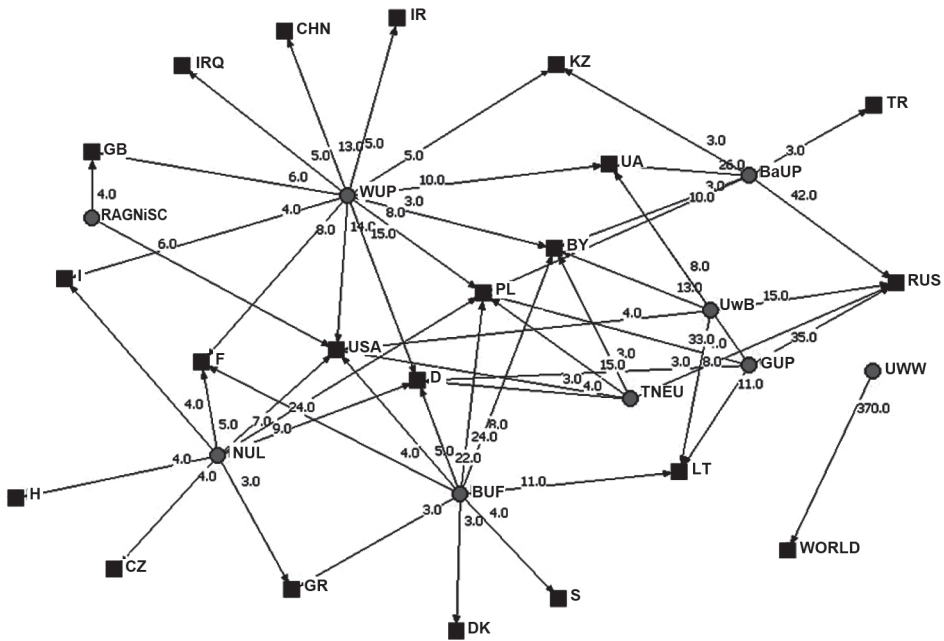 IR
CHN
IRQ
KZ
TR
GB
3.0
3.0
5.0
13.0
5.0
5.0
UA
26.0
BaUP
6.0
WUP
10.0
3.0
4.0
3.0
10.0
42.0
RAGNiSC
4.0
8.0
8.0
14.0
15.0
6.0
BY
I
8.0
RUS
PL
13.0
15.0
UwB
4.0
33.0
35.0
F
USA
3.0
15.0
3.0
8.0
GUP
UWW
D
3.0
4.0
TNEU
11.0
4.0
24.0
370.0
5.0
7.0
9.0
8.0
24.0
NUL
4.0
5.0
22.0
4.0
4.0
3.0
LT
H
BUF
11.0
3.0
3.0
4.0
WORLD
CZ
GR
S
DK